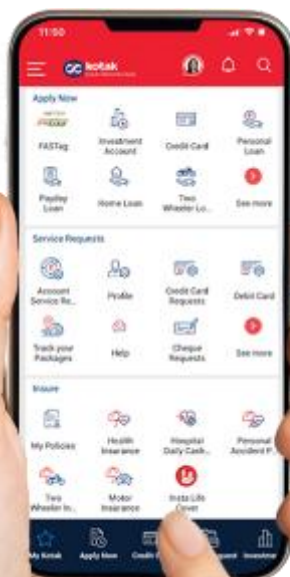 11:50
kotak
Apply Now
FASTag
Investment Account
Credit Card
Personal Loan
Payday Loan
Home Loan
Two Wheeler Lo...
See more
Service Requests
Account Service Re...
Profile
Credit Card Requests
Debit Card
Track your Packages
Help
Cheque Requests
See more
Insure
My Policies
Health Insurance
Hospital Daily Cash...
Personal Accident P...
Two Wheeler In...
Motor Insurance
Insta Life Cover
My Kotak
Apply Now
Credit
Investment